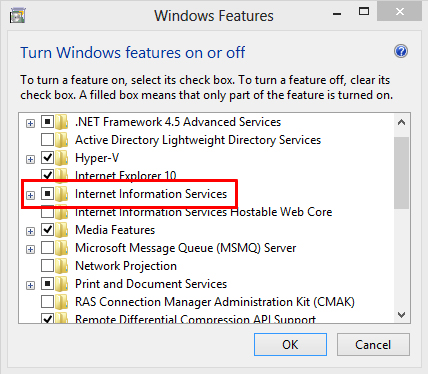 Windows Features
Turn Windows features on or off
To turn a feature on, select its check box. To turn a feature off, clear its
check box. A filled box means that only part of the feature is turned on.
.NET Framework 4.5 Advanced Services
Active Directory Lightweight Directory Services
Hyper-V
Internet Explorer 10
Internet Information Services
Internet Information Services Hostable Web Core
Media Features
Microsoft Message Queue (MSMQ) Server
Network Projection
Print and Document Services
RAS Connection Manager Administration Kit (CMAK)
Remote Differential Compression API Support
OK
Cancel